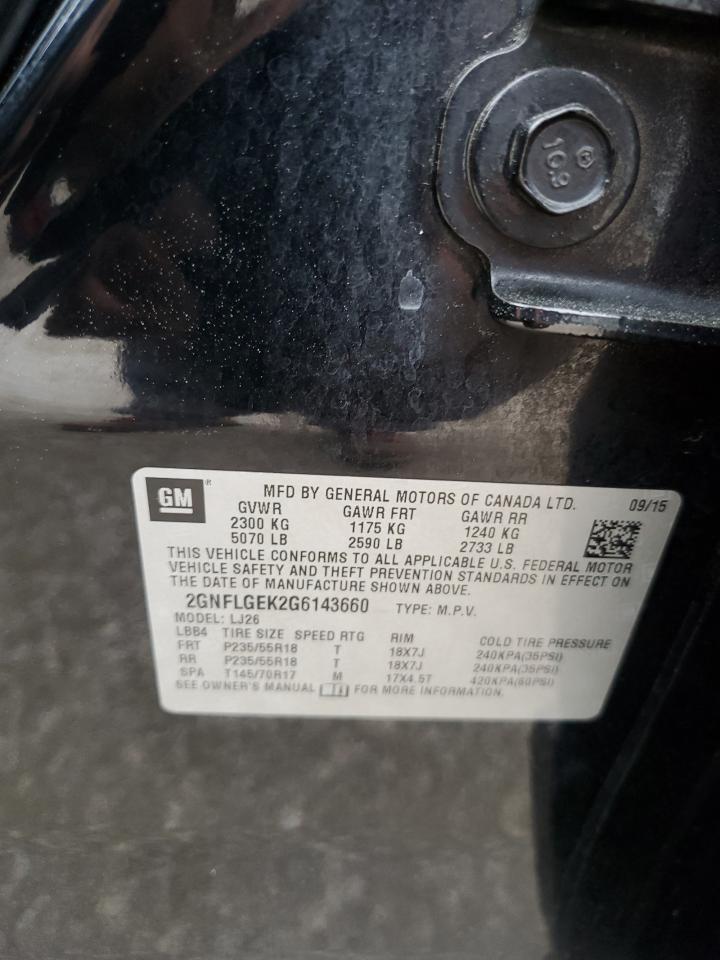 10.9
GM®
MFD BY GENERAL MOTORS OF CANADA LTD. 09/15
GVWR GAWR FRT GAWR RR
2300 KG 1175 KG 1240 KG
5070 LB 2590 LB 2733 LB
THIS VEHICLE CONFORMS TO ALL APPLICABLE U.S. FEDERAL MOTOR
VEHICLE SAFETY AND THEFT PREVENTION STANDARDS IN EFFECT ON
THE DATE OF MANUFACTURE SHOWN ABOVE.
2GNFLGEK2G6143660 TYPE: M.P.V.
MODEL: LJ26
LBB4 TIRE SIZE SPEED RTG RIM COLD TIRE PRESSURE
FRT P235/55R18 T 18X7J 240KPA(35PSI)
RR P235/55R18 T 18X7J 240KPA(35PSI)
SPA T145/70R17 M 17X4.5T 420KPA(60PSI)
SEE OWNER'S MANUAL FOR MORE INFORMATION.